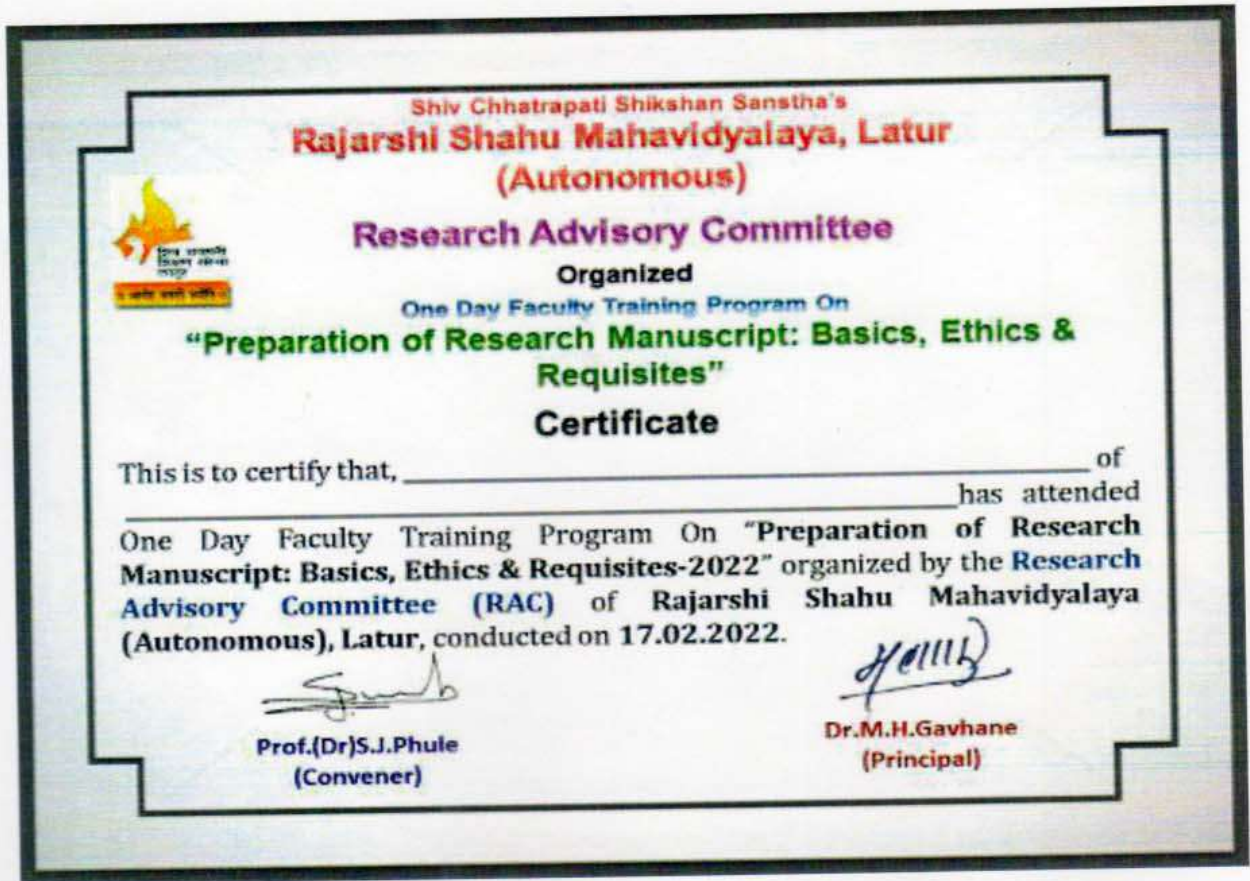 Shiv Chhatrapati Shikshan Sanstha's
Rajarshi Shahu Mahavidyalaya, Latur
(Autonomous)
Research Advisory Committee
Organized
One Day Faculty Training Program On
“Preparation of Research Manuscript: Basics, Ethics &
Requisites”
Certificate
This is to certify that, of
has attended
One Day Faculty Training Program On “Preparation of Research
Manuscript: Basics, Ethics & Requisites-2022” organized by the Research
Advisory Committee (RAC) of Rajarshi Shahu Mahavidyalaya
(Autonomous), Latur, conducted on 17.02.2022.
Prof.(Dr)S.J.Phule
(Convener)
Dr.M.H.Gavhane
(Principal)